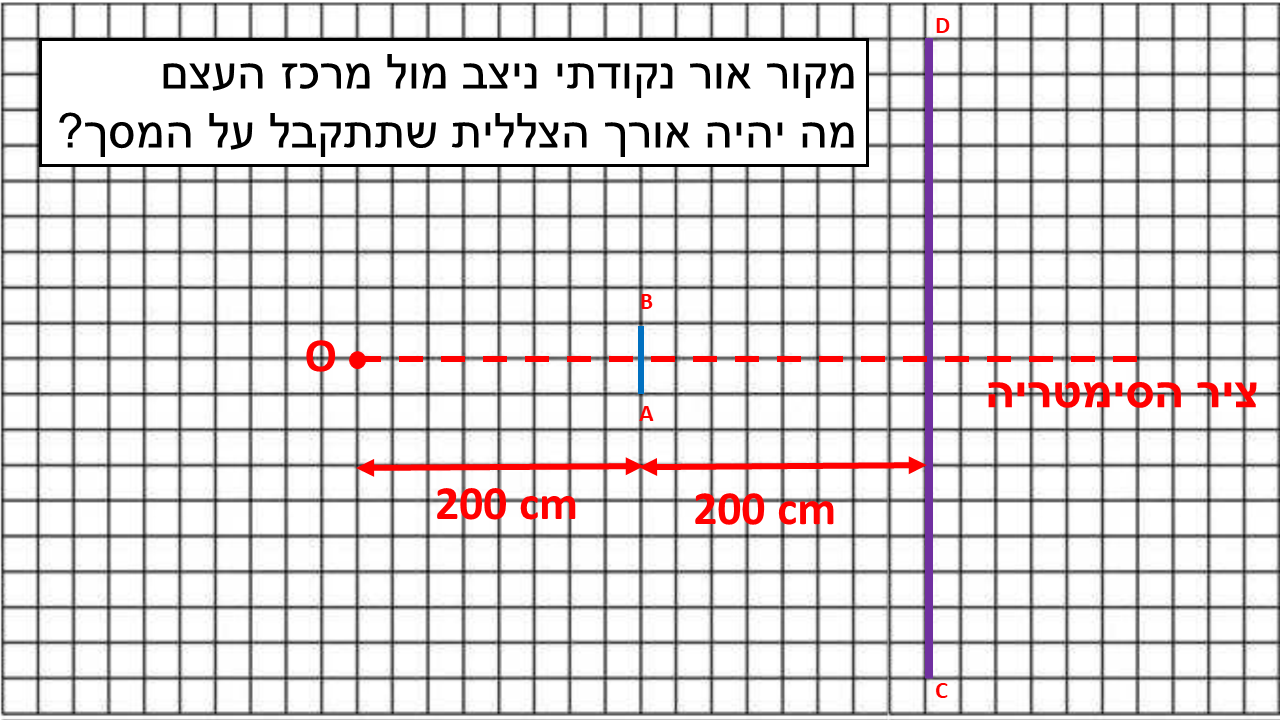 מקור אור נקודתי ניצב מול מרכז העצם
מה יהיה אורך הצללית שתתקבל על המסך?
D
B
O
ציר הסימטריה
A
200 cm
200 cm
C